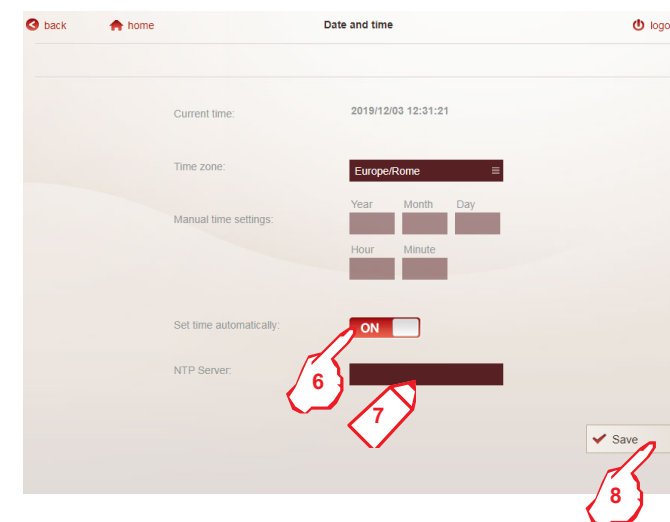 back home Date and time logo
Current time: 2019/12/03 12:31:21
Time zone: Europe/Rome
Year Month Day
Manual time settings:
Hour Minute
Set time automatically: ON
6
NTP Server:
7
Save
8